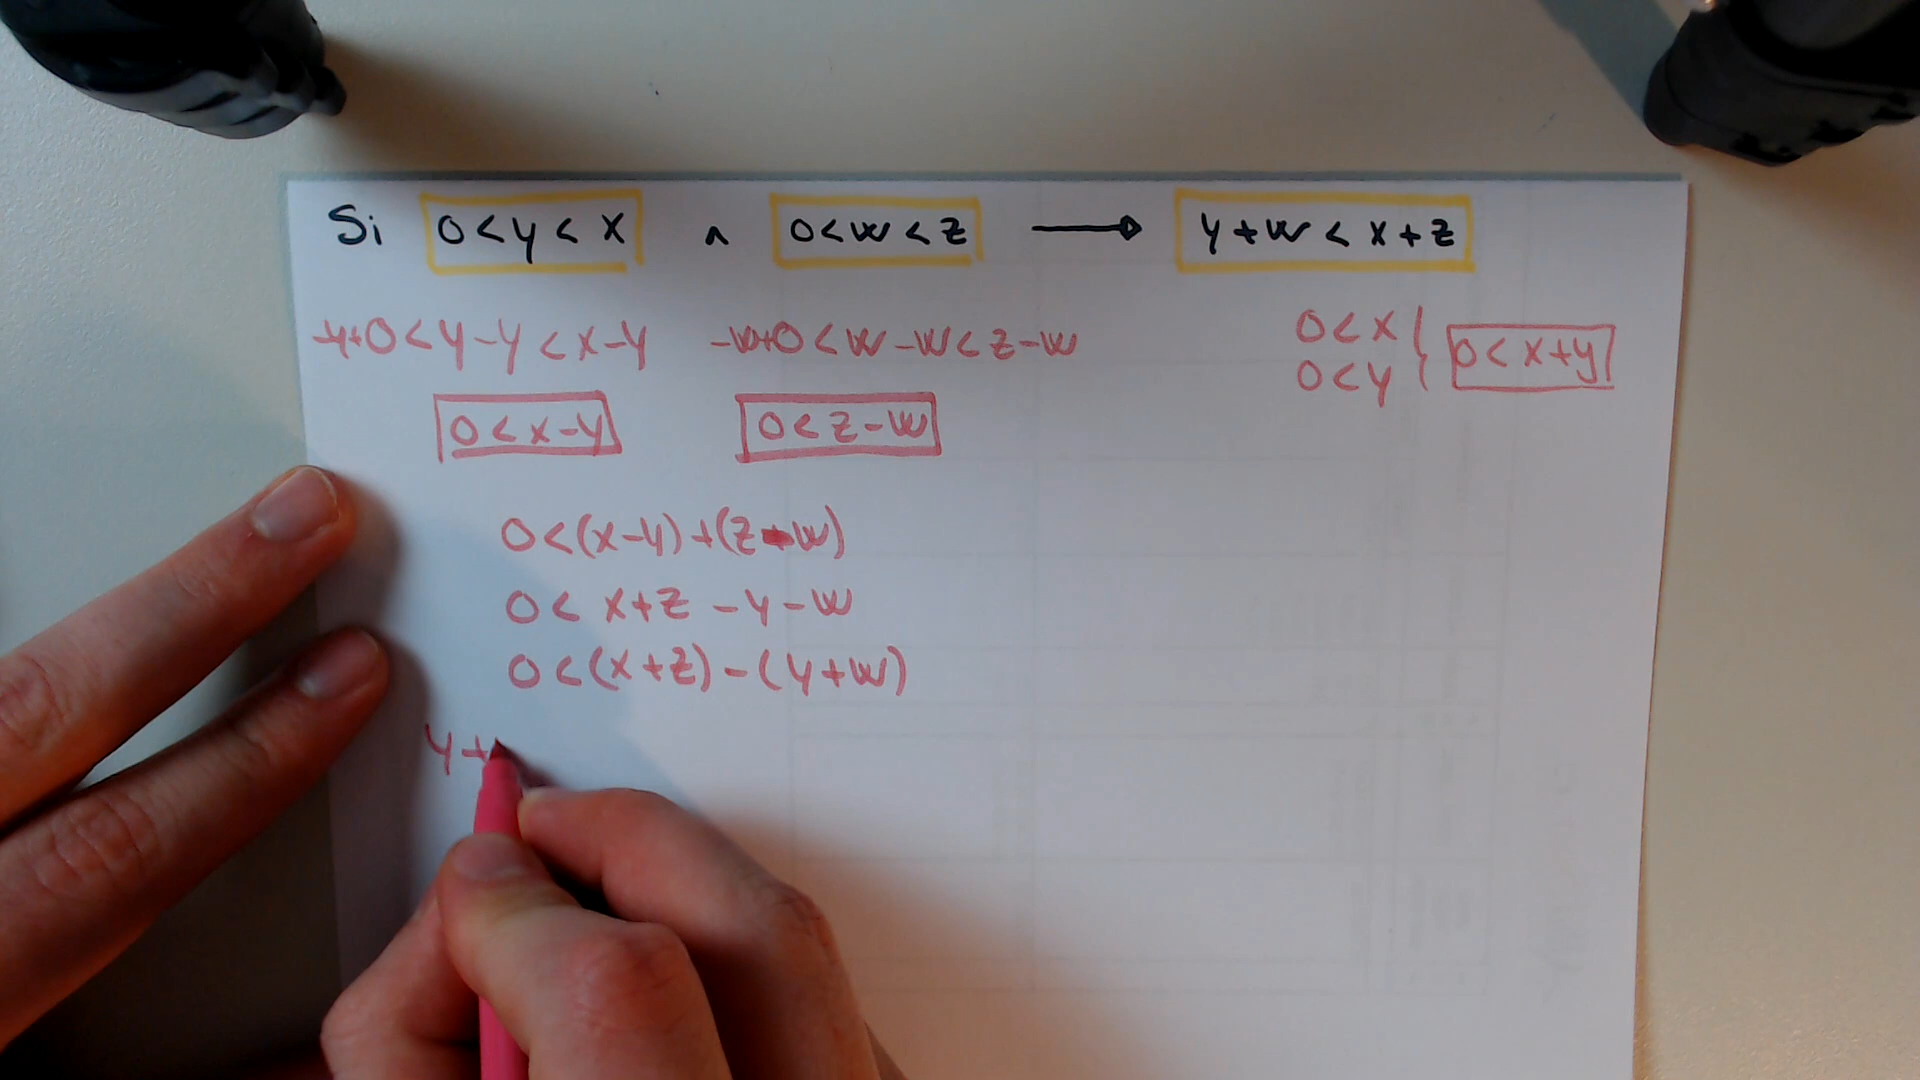 Si 0<y<x ∧ 0<w<z → y+w<x+z
-y+0<y-y<x-y -w+0<w-w<z-w
0<x-y 0<z-w
0<x
0<y
0<x+y
0<(x-y)+(z-w)
0<x+z-y-w
0<(x+z)-(y+w)
y+